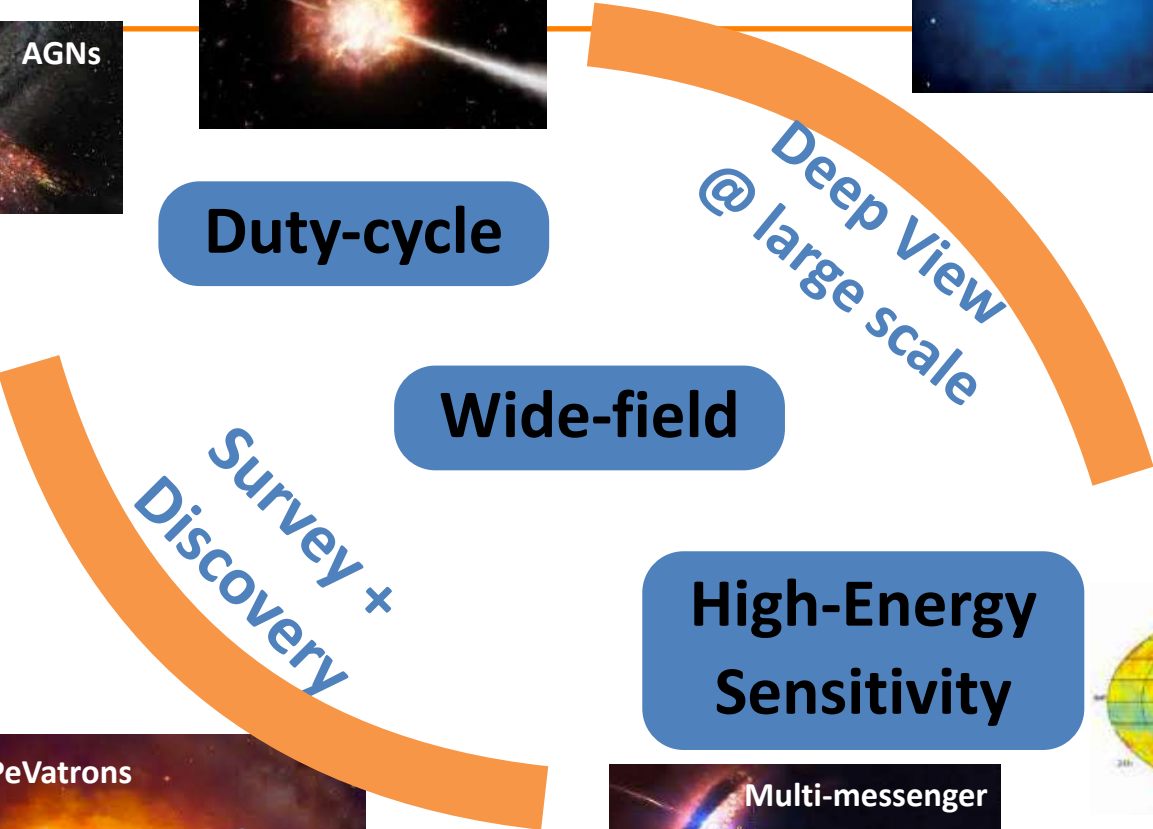 AGNs
Duty-cycle
Deep View
@ large scale
Wide-field
Survey +
Discovery
High-Energy
Sensitivity
PeVatrons
Multi-messenger